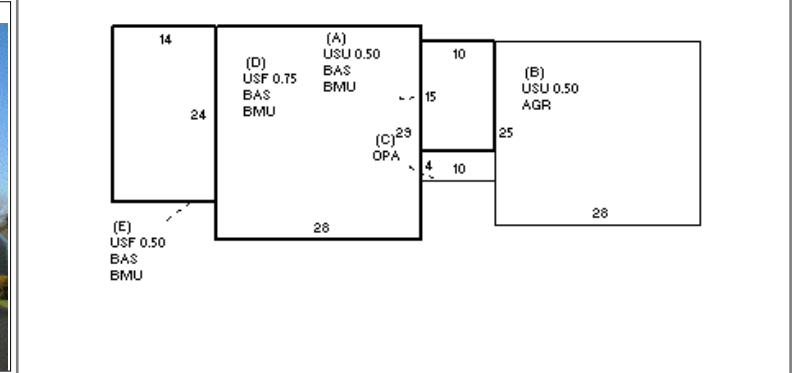 14
24
(D)
USF 0.75
BAS
BMU
(A)
USU 0.50
BAS
BMU
10
15
29
(C)
OPA
4
10
(B)
USU 0.50
AGR
25
28
28
(E)
USF 0.50
BAS
BMU